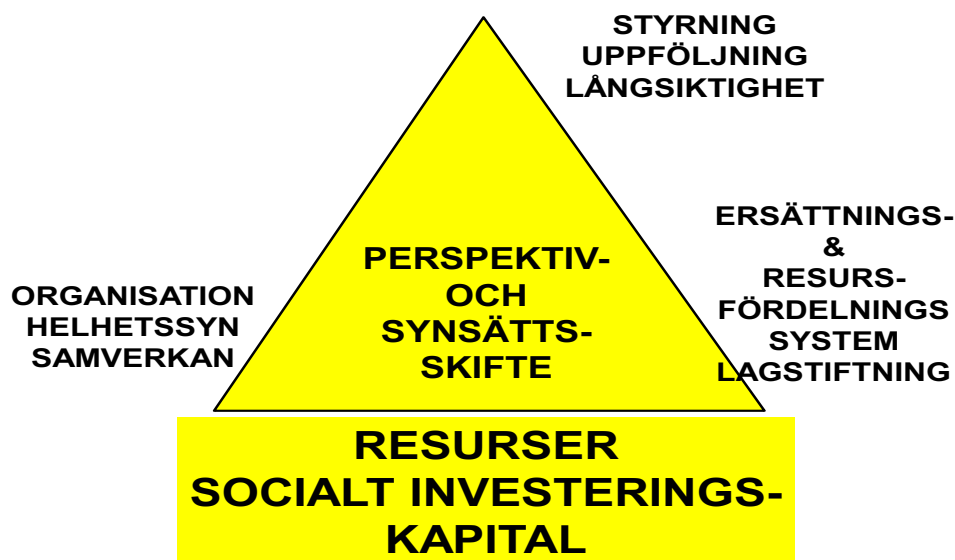 STYRNING
UPPFÖLJNING
LÅNGSIKTIGHET
ERSÄTTNINGS-
&
RESURS-
FÖRDELNINGS
SYSTEM
LAGSTIFTNING
PERSPEKTIV-
OCH
SYNSÄTTS-
SKIFTE
ORGANISATION
HELHETSSYN
SAMVERKAN
RESURSER
SOCIALT INVESTERINGS-
KAPITAL